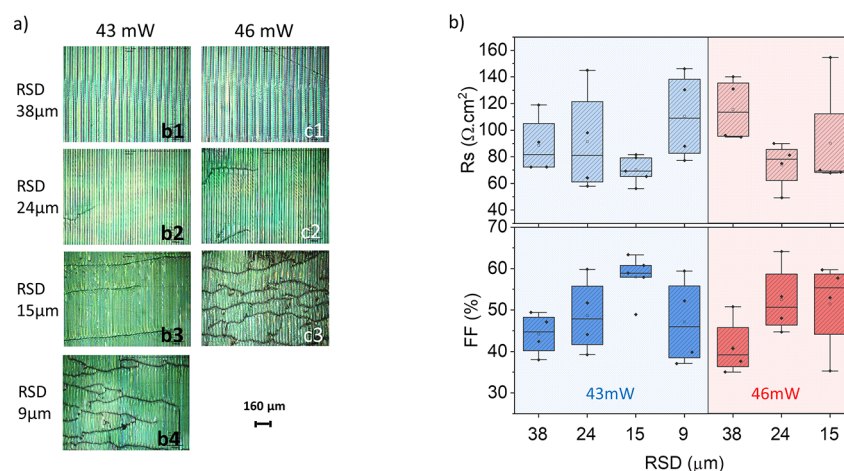 a)
43 mW
46 mW
RSD
38μm
b1
c1
RSD
24μm
b2
c2
RSD
15μm
b3
c3
RSD
9μm
b4
160 μm
b)
Rs (Ω.cm²)
160
140
120
100
80
60
40
FF (%)
70
60
50
40
30
43mW
46mW
38
24
15
9
38
24
15
RSD (μm)